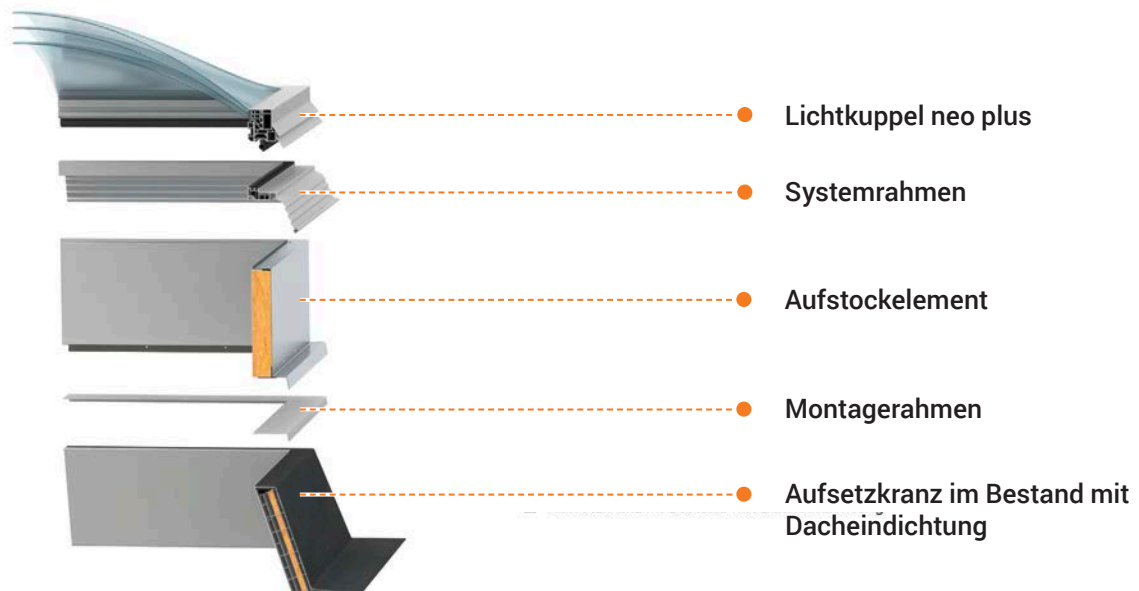 Lichtkuppel neo plus
Systemrahmen
Aufstockelement
Montagerahmen
Aufsetzkranz im Bestand mit
Dacheindichtung